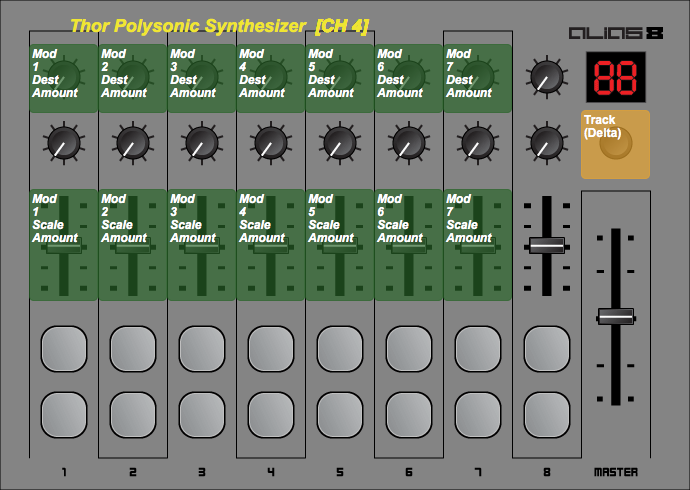 Thor Polysonic Synthesizer [CH 4]
ALIAS 8
Mod 1 Dest Amount
Mod 2 Dest Amount
Mod 3 Dest Amount
Mod 4 Dest Amount
Mod 5 Dest Amount
Mod 6 Dest Amount
Mod 7 Dest Amount
88
Track
(Delta)
Mod 1 Scale Amount
Mod 2 Scale Amount
Mod 3 Scale Amount
Mod 4 Scale Amount
Mod 5 Scale Amount
Mod 6 Scale Amount
Mod 7 Scale Amount
1 2 3 4 5 6 7 8 MASTER